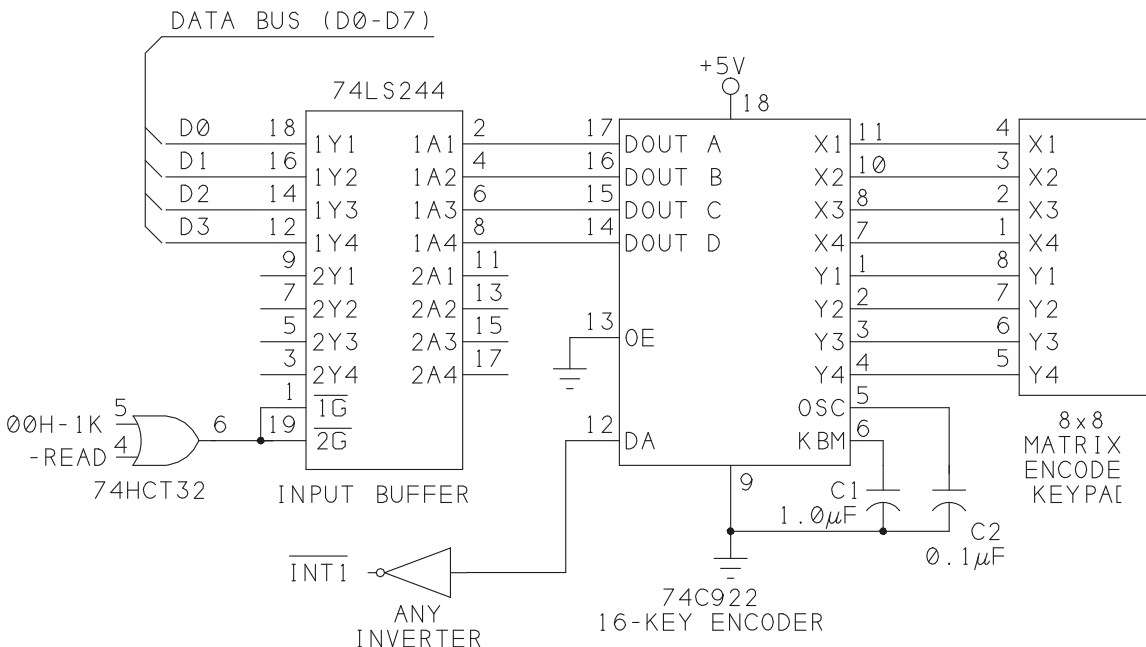 DATA BUS (D0-D7)
74LS244
+5V
18
D0 18 1Y1 1A1 2 17 DOUT A X1 11 4 X1
D1 16 1Y2 1A2 4 16 DOUT B X2 10 3 X2
D2 14 1Y3 1A3 6 15 DOUT C X3 8 2 X3
D3 12 1Y4 1A4 8 14 DOUT D X4 7 1 X4
9 2Y1 2A1 11 Y1 1 8 Y1
7 2Y2 2A2 13 Y2 2 7 Y2
5 2Y3 2A3 15 13 OE Y3 3 6 Y3
3 2Y4 2A4 17 Y4 4 5 Y4
1 1G OSC 5
00H-1K 5 6 19 2G 12 DA KBM 6
-READ 4
74HCT32
INPUT BUFFER
9
8x8
MATRIX
ENCODE
KEYPAD
C1
1.0µF
C2
0.1µF
INT1
ANY
INVERTER
74C922
16-KEY ENCODER